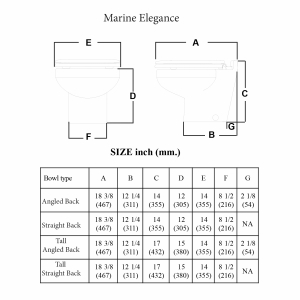 Marine Elegance
E
A
D
C
F
G
B
SIZE inch (mm.)
Bowl type A B C D E F G
18 3/8 12 1/4 14 12 14 8 1/2 2 1/8
Angled Back (467) (311) (355) (305) (355) (216) (54)
18 3/8 12 1/4 14 12 14 8 1/2
Straight Back (467) (311) (355) (305) (355) (216) NA
Tall 18 3/8 12 1/4 17 15 14 8 1/2 2 1/8
Angled Back (467) (311) (432) (380) (355) (216) (54)
Tall 18 3/8 12 1/4 17 15 14 8 1/2
Straight Back (467) (311) (432) (380) (355) (216) NA